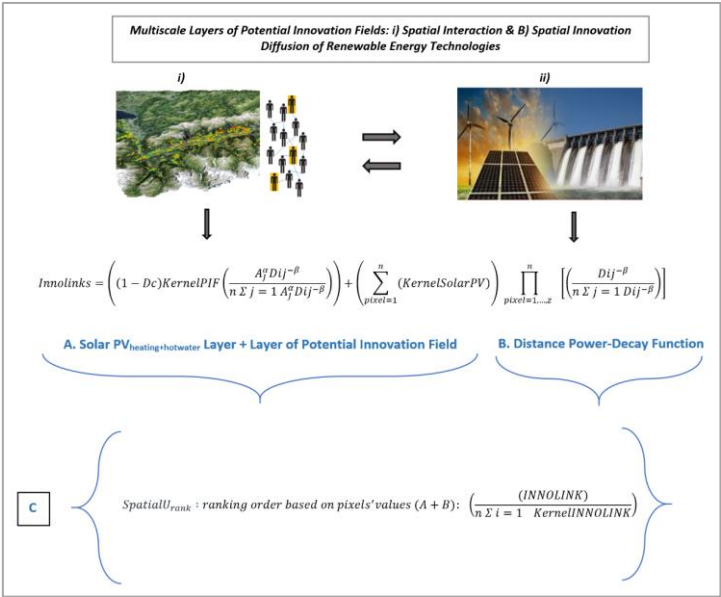 Multiscale Layers of Potential Innovation Fields: i) Spatial Interaction & B) Spatial Innovation
Diffusion of Renewable Energy Technologies
i)
ii)
Innolinks = ( (1 − Dc)KernelPIF ( A_j^α Dij^−β / n Σ j = 1 A_j^α Dij^−β ) ) + ( ∑_{pixel=1}^{n} (KernelSolarPV) ) ∏_{pixel=1,...,z}^{n} [ ( Dij^−β / n Σ j = 1 Dij^−β ) ]
A. Solar PV_heating+hotwater Layer + Layer of Potential Innovation Field
B. Distance Power-Decay Function
C
SpatialU_rank : ranking order based on pixels' values (A + B): ( (INNOLINK) / n Σ i = 1 KernelINNOLINK )